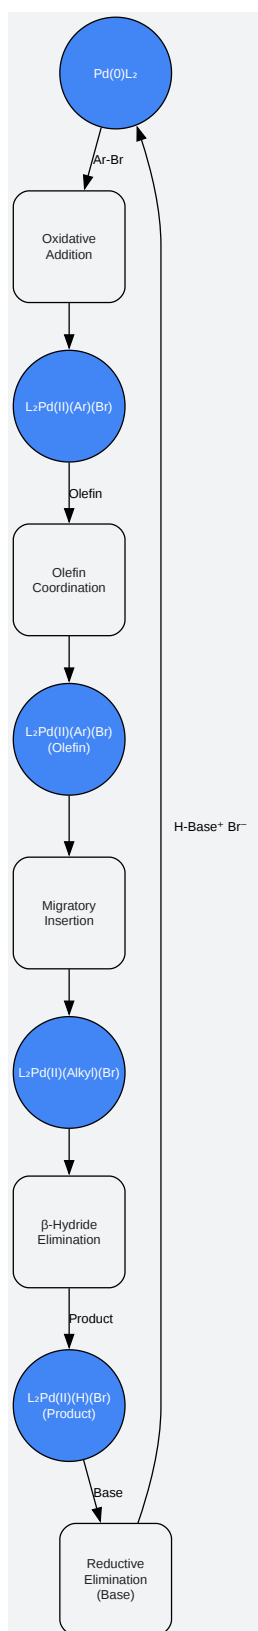 Pd(0)L₂
Ar-Br
Oxidative
Addition
L₂Pd(II)(Ar)(Br)
Olefin
Olefin
Coordination
L₂Pd(II)(Ar)(Br)
(Olefin)
H-Base⁺ Br⁻
Migratory
Insertion
L₂Pd(II)(Alkyl)(Br)
β-Hydride
Elimination
Product
L₂Pd(II)(H)(Br)
(Product)
Base
Reductive
Elimination
(Base)